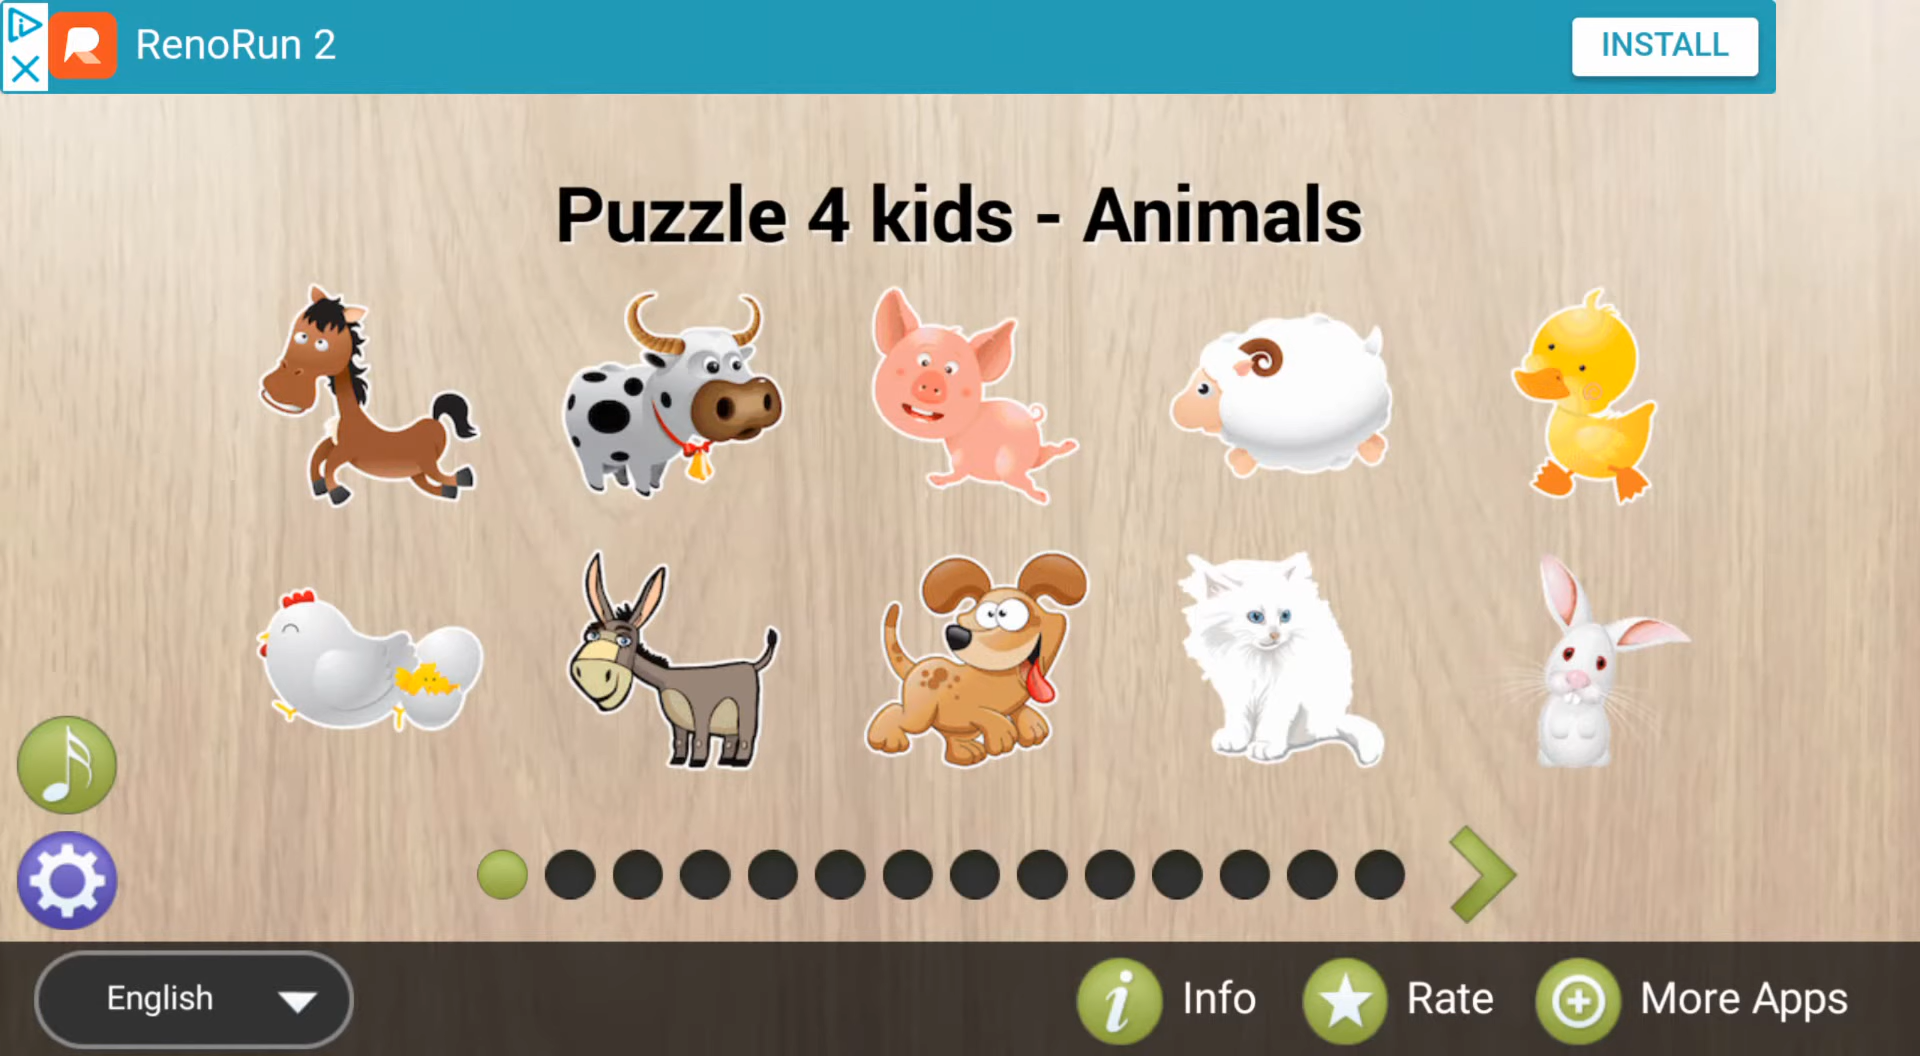 RenoRun 2
INSTALL
Puzzle 4 kids - Animals
English
Info
Rate
More Apps